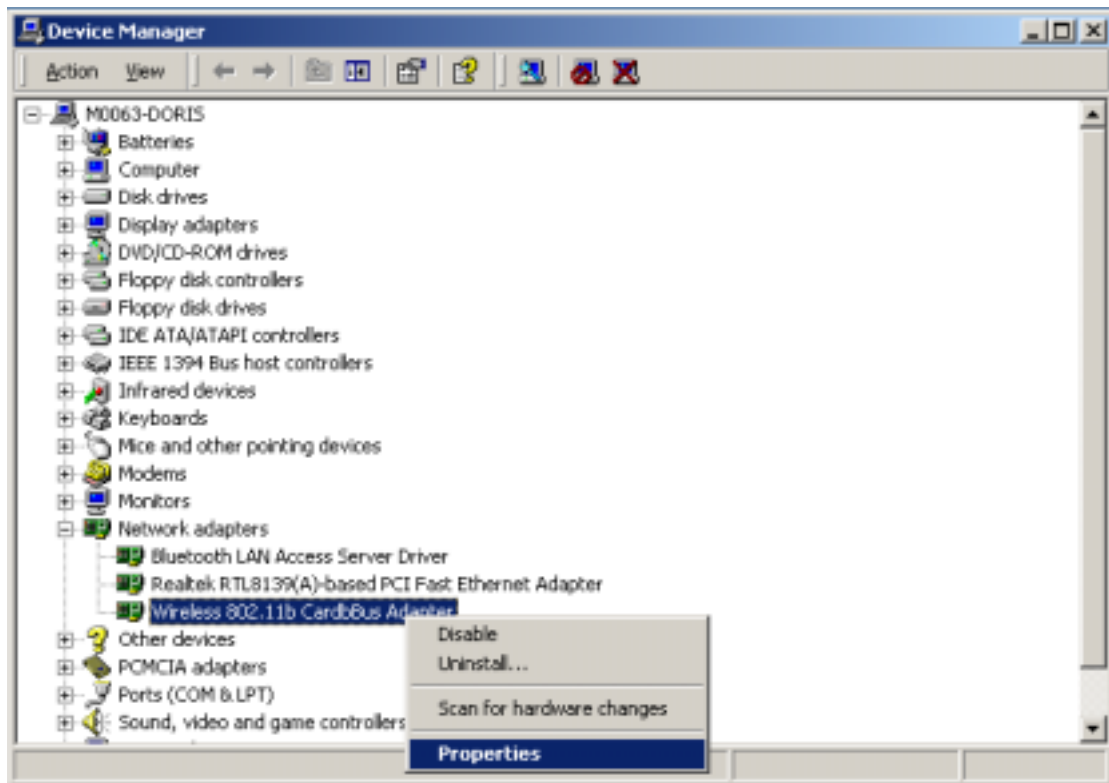 Device Manager
Action View
M0063-DORIS
Batteries
Computer
Disk drives
Display adapters
DVD/CD-ROM drives
Floppy disk controllers
Floppy disk drives
IDE ATA/ATAPI controllers
IEEE 1394 Bus host controllers
Infrared devices
Keyboards
Mice and other pointing devices
Modems
Monitors
Network adapters
Bluetooth LAN Access Server Driver
Realtek RTL8139(A)-based PCI Fast Ethernet Adapter
Wireless 802.11b CardbBus Adapter
Other devices
PCMCIA adapters
Ports (COM & LPT)
Sound, video and game controllers
Disable
Uninstall...
Scan for hardware changes
Properties